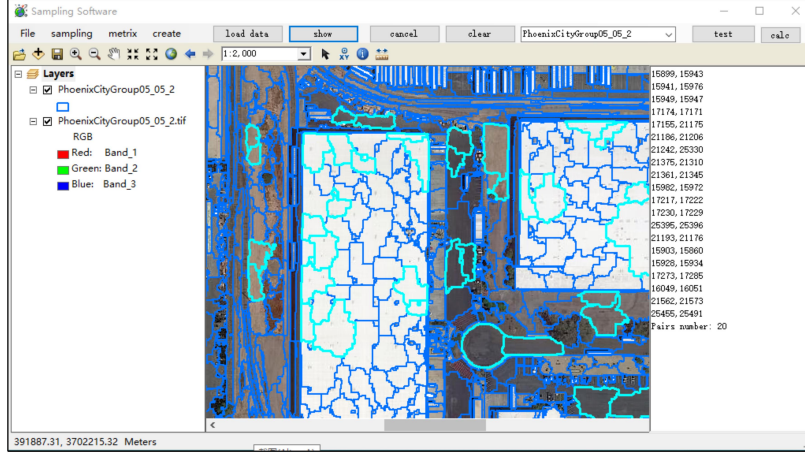 Sampling Software
File sampling metrix create load data show cancel clear PhoenixCityGroup05_05_2 test calc
1:2,000
Layers
PhoenixCityGroup05_05_2
PhoenixCityGroup05_05_2.tif
RGB
Red: Band_1
Green: Band_2
Blue: Band_3
15899, 15943
15941, 15976
15949, 15947
17174, 17171
17155, 21175
21186, 21206
21242, 25330
21375, 21310
21361, 21345
15982, 15972
17217, 17222
17230, 17229
25395, 25396
21193, 21176
15903, 15860
15928, 15934
17273, 17285
16049, 16051
21562, 21573
25455, 25491
Pairs number: 20
391887.31, 3702215.32 Meters